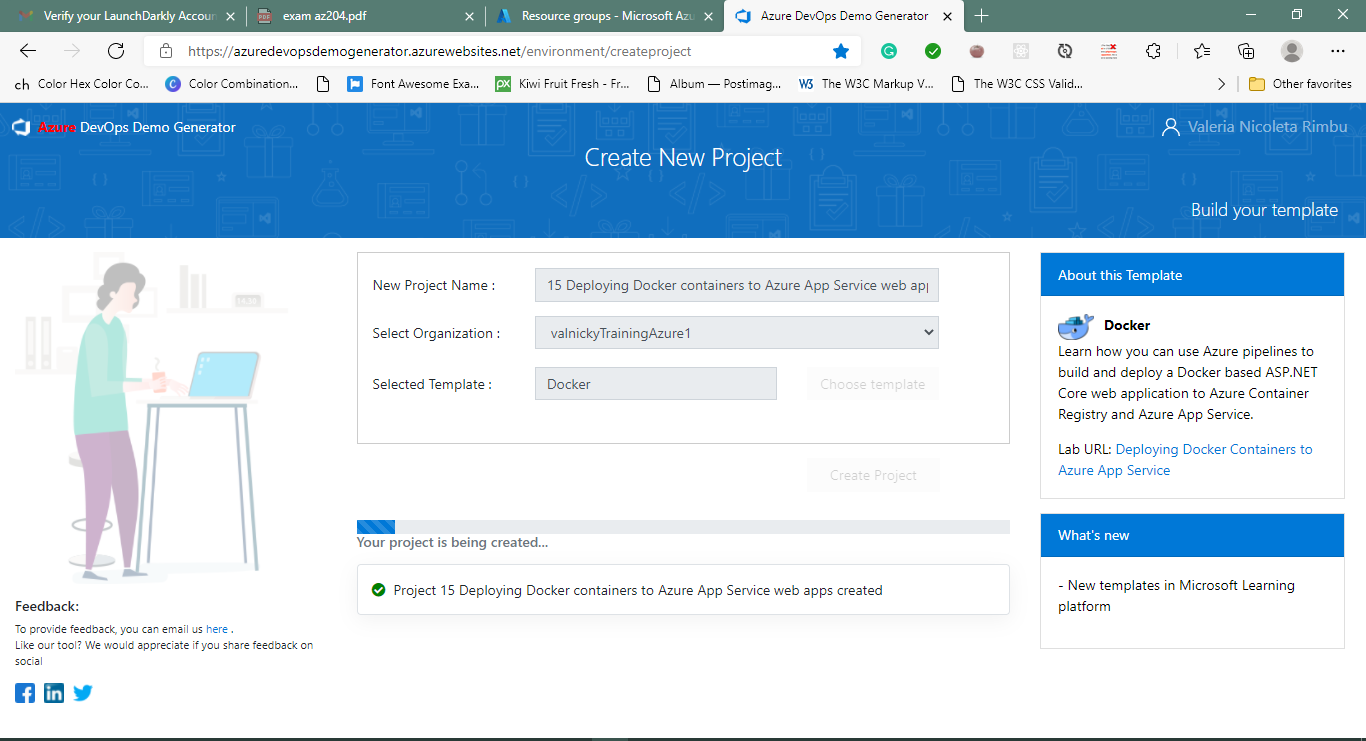 Verify your LaunchDarkly Accoun
exam az204.pdf
Resource groups - Microsoft Azu
Azure DevOps Demo Generator
https://azuredevopsdemogenerator.azurewebsites.net/environment/createproject
ch Color Hex Color Co...
Color Combination...
Font Awesome Exa...
Kiwi Fruit Fresh - Fr...
Album — Postimag...
The W3C Markup V...
The W3C CSS Valid...
Other favorites
Azure DevOps Demo Generator
Valeria Nicoleta Rimbu
Create New Project
Build your template
New Project Name :
15 Deploying Docker containers to Azure App Service web app
Select Organization :
valnickyTrainingAzure1
Selected Template :
Docker
Choose template
Create Project
Your project is being created...
Project 15 Deploying Docker containers to Azure App Service web apps created
About this Template
Docker
Learn how you can use Azure pipelines to
build and deploy a Docker based ASP.NET
Core web application to Azure Container
Registry and Azure App Service.
Lab URL: Deploying Docker Containers to
Azure App Service
What's new
- New templates in Microsoft Learning
platform
Feedback:
To provide feedback, you can email us here .
Like our tool? We would appreciate if you share feedback on
social